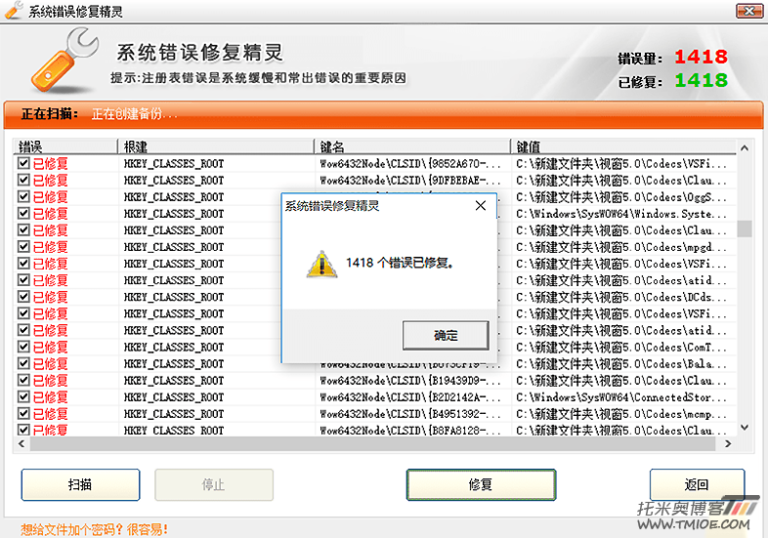 系统错误修复精灵
系统错误修复精灵
提示:注册表错误是系统缓慢和常出错误的重要原因
错误量: 1418
已修复: 1418
正在扫描: 正在创建备份...
错误 根建 键名 键值
已修复 HKEY_CLASSES_ROOT Wow6432Node\CLSID\{9852A670-... C:\新建文件夹\视窗5.0\Codecs\VSFi...
已修复 HKEY_CLASSES_ROOT Wow6432Node\CLSID\{9DFBEBAE-... C:\新建文件夹\视窗5.0\Codecs\Clau...
已修复 HKEY_CLASSES_ROOT C:\新建文件夹\视窗5.0\Codecs\OggS...
已修复 HKEY_CLASSES_ROOT C:\Windows\SysWOW64\Windows.Syste...
已修复 HKEY_CLASSES_ROOT C:\新建文件夹\视窗5.0\Codecs\Clau...
已修复 HKEY_CLASSES_ROOT C:\新建文件夹\视窗5.0\Codecs\mpgd...
已修复 HKEY_CLASSES_ROOT C:\新建文件夹\视窗5.0\Codecs\VSFi...
已修复 HKEY_CLASSES_ROOT C:\新建文件夹\视窗5.0\Codecs\atid...
已修复 HKEY_CLASSES_ROOT C:\新建文件夹\视窗5.0\Codecs\DCds...
已修复 HKEY_CLASSES_ROOT C:\新建文件夹\视窗5.0\Codecs\VSFi...
已修复 HKEY_CLASSES_ROOT C:\新建文件夹\视窗5.0\Codecs\atid...
已修复 HKEY_CLASSES_ROOT C:\新建文件夹\视窗5.0\Codecs\ComT...
已修复 HKEY_CLASSES_ROOT C:\新建文件夹\视窗5.0\Codecs\Bala...
已修复 HKEY_CLASSES_ROOT Wow6432Node\CLSID\{B19439D9-... C:\新建文件夹\视窗5.0\Codecs\Clau...
已修复 HKEY_CLASSES_ROOT Wow6432Node\CLSID\{B2D2142A-... C:\Windows\SysWOW64\ConnectedStor...
已修复 HKEY_CLASSES_ROOT Wow6432Node\CLSID\{B4951392-... C:\新建文件夹\视窗5.0\Codecs\mcmp...
已修复 HKEY_CLASSES_ROOT Wow6432Node\CLSID\{B8FA8128-... C:\新建文件夹\视窗5.0\Codecs\Clau...
系统错误修复精灵
1418 个错误已修复。
确定
扫描 停止 修复 返回
想给文件加个密码? 很容易!
托米奥博客
WWW.TMIOE.COM